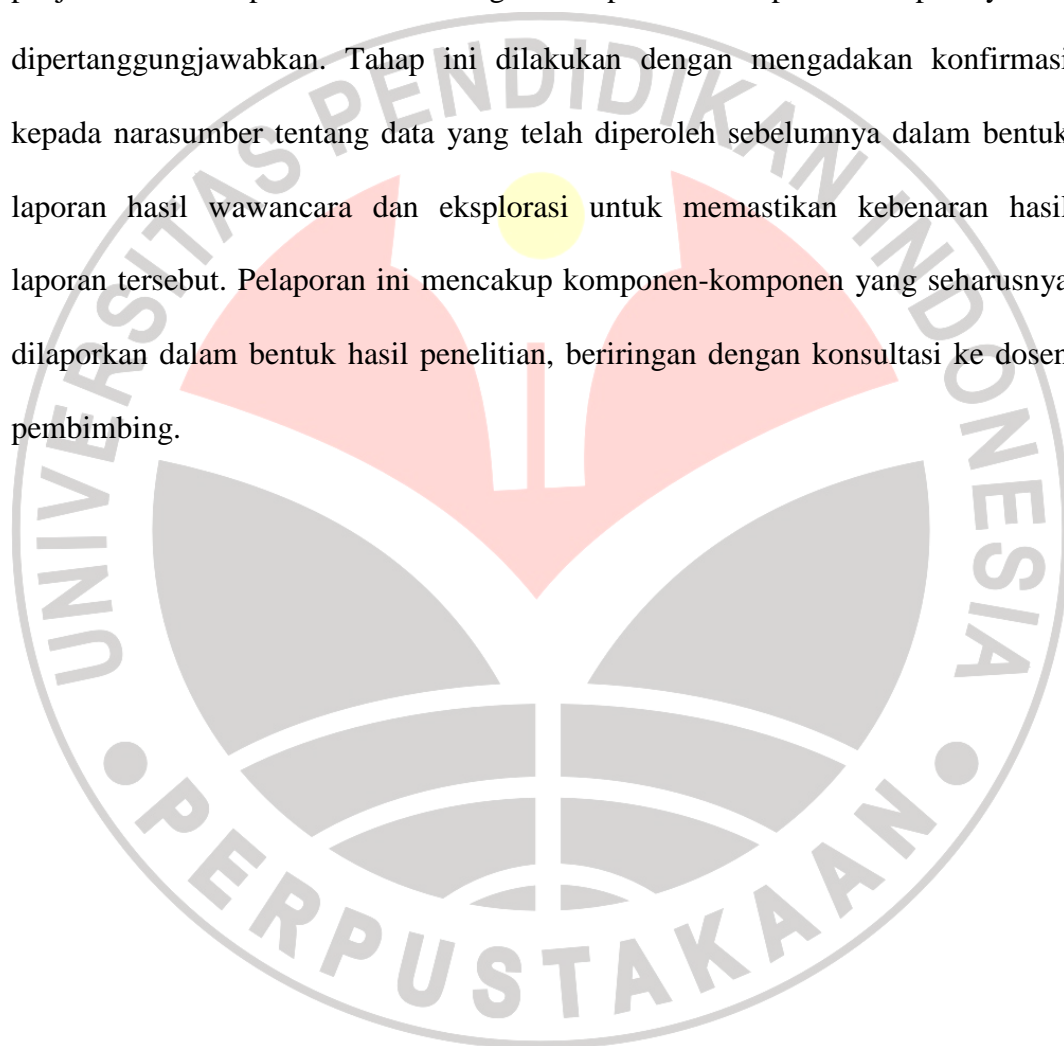 dipertanggungjawabkan. Tahap ini dilakukan dengan mengadakan konfirmasi
kepada narasumber tentang data yang telah diperoleh sebelumnya dalam bentuk
laporan hasil wawancara dan eksplorasi untuk memastikan kebenaran hasil
laporan tersebut. Pelaporan ini mencakup komponen-komponen yang seharusnya
dilaporkan dalam bentuk hasil penelitian, beriringan dengan konsultasi ke dosen
pembimbing.
UNIVERSITAS PENDIDIKAN INDONESIA
PERPUSTAKAAN